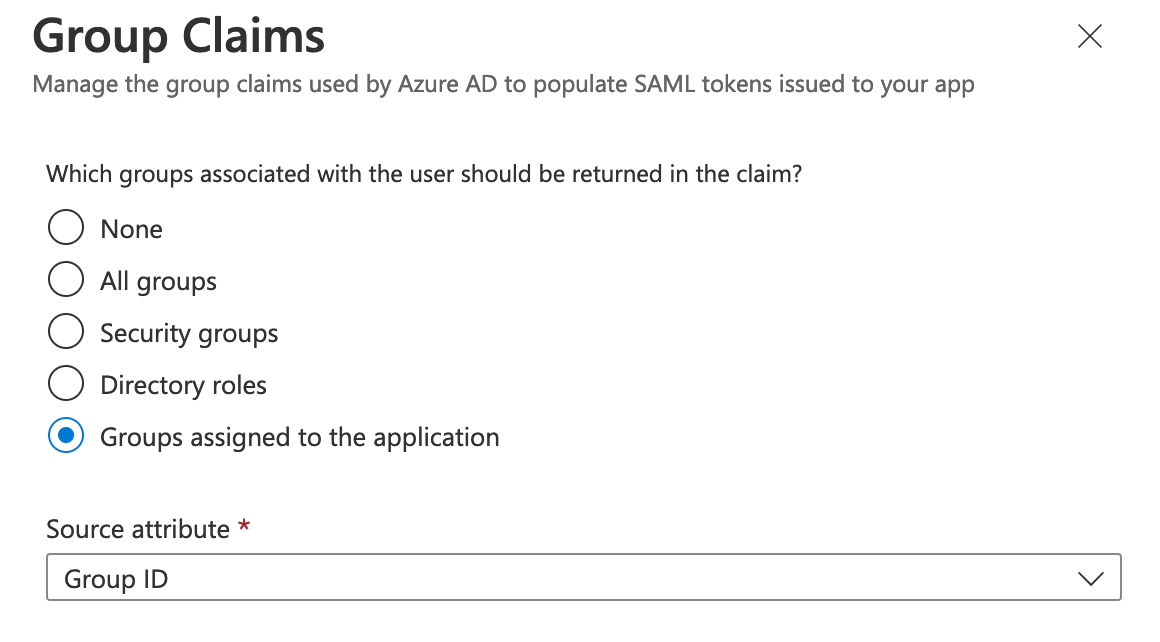 Group Claims
Manage the group claims used by Azure AD to populate SAML tokens issued to your app
Which groups associated with the user should be returned in the claim?
None
All groups
Security groups
Directory roles
Groups assigned to the application
Source attribute *
Group ID